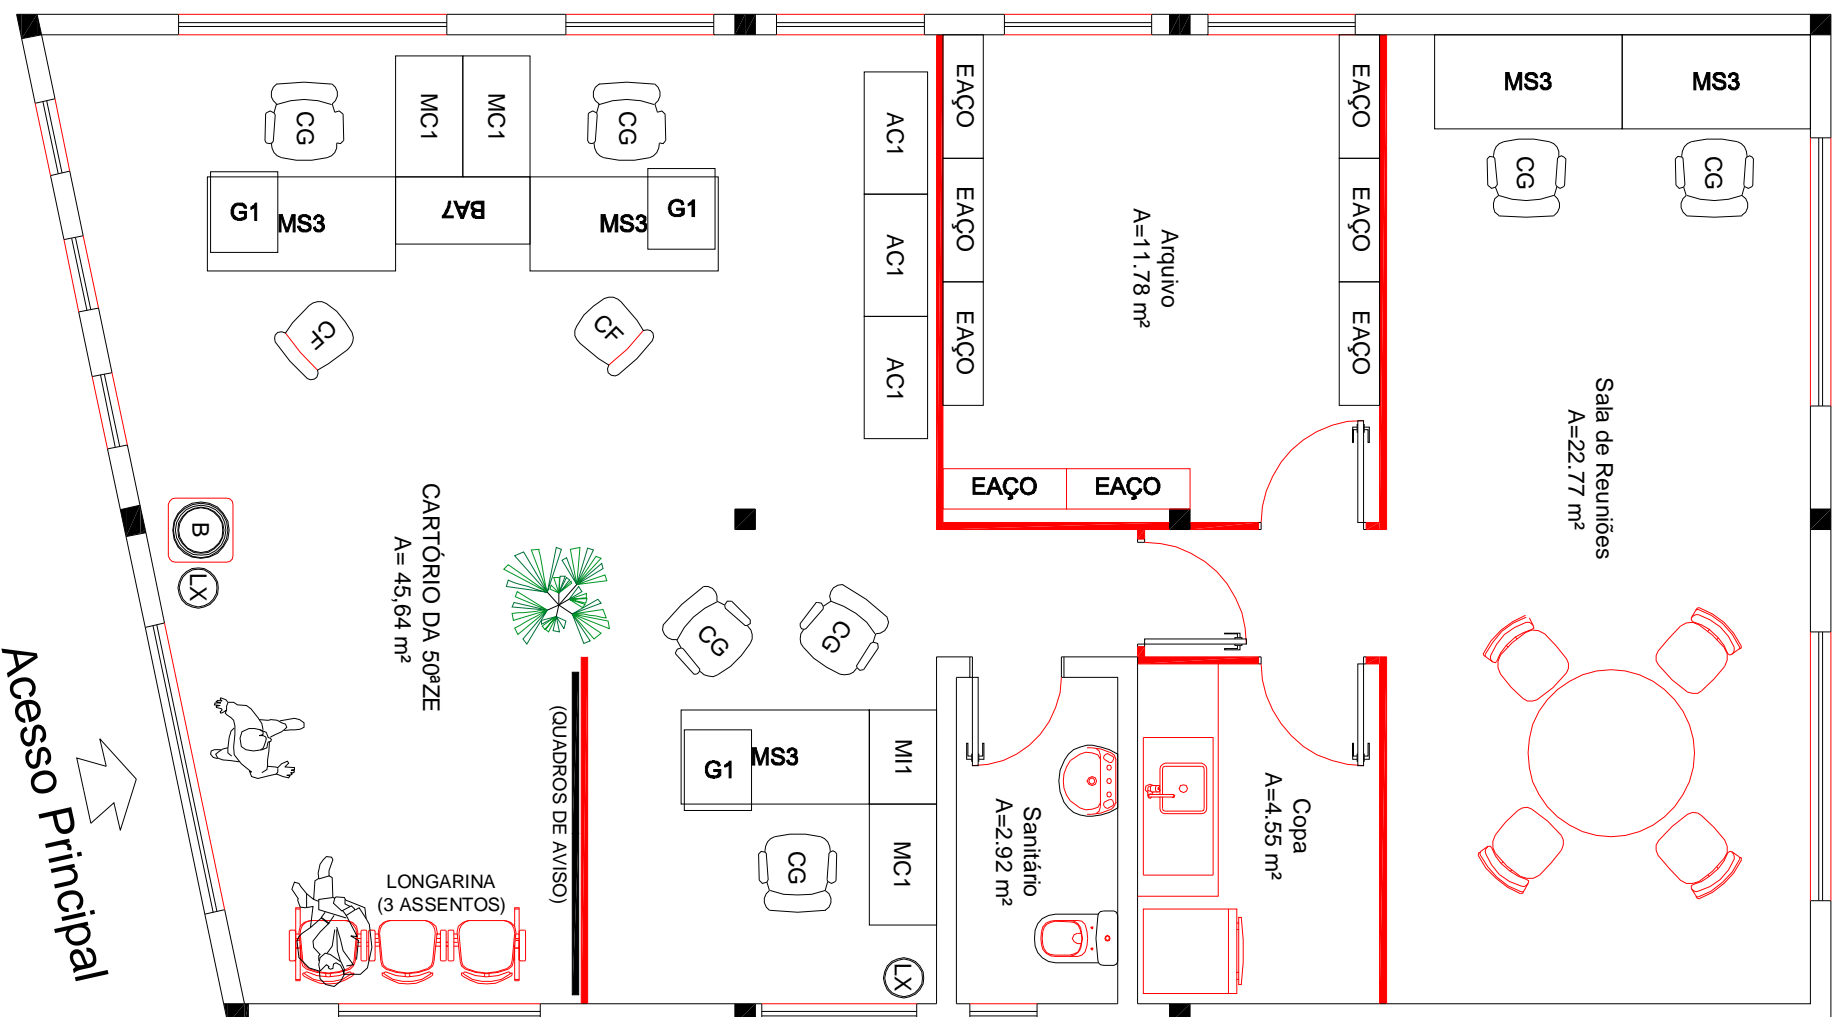 CG
MC1
MC1
CG
G1
MS3
BA7
MS3
G1
CF
CF
AC1
AC1
AC1
EAÇO
EAÇO
EAÇO
EAÇO
EAÇO
Arquivo
A=11.78 m²
EAÇO
EAÇO
EAÇO
MS3
MS3
CG
CG
Sala de Reuniões
A=22.77 m²
B
LX
CARTÓRIO DA 50ªZE
A= 45,64 m²
CG
CG
(QUADROS DE AVISO)
G1
MS3
MI1
MC1
CG
LX
Sanitário
A=2.92 m²
Copa
A=4.55 m²
LONGARINA
(3 ASSENTOS)
Acesso Principal